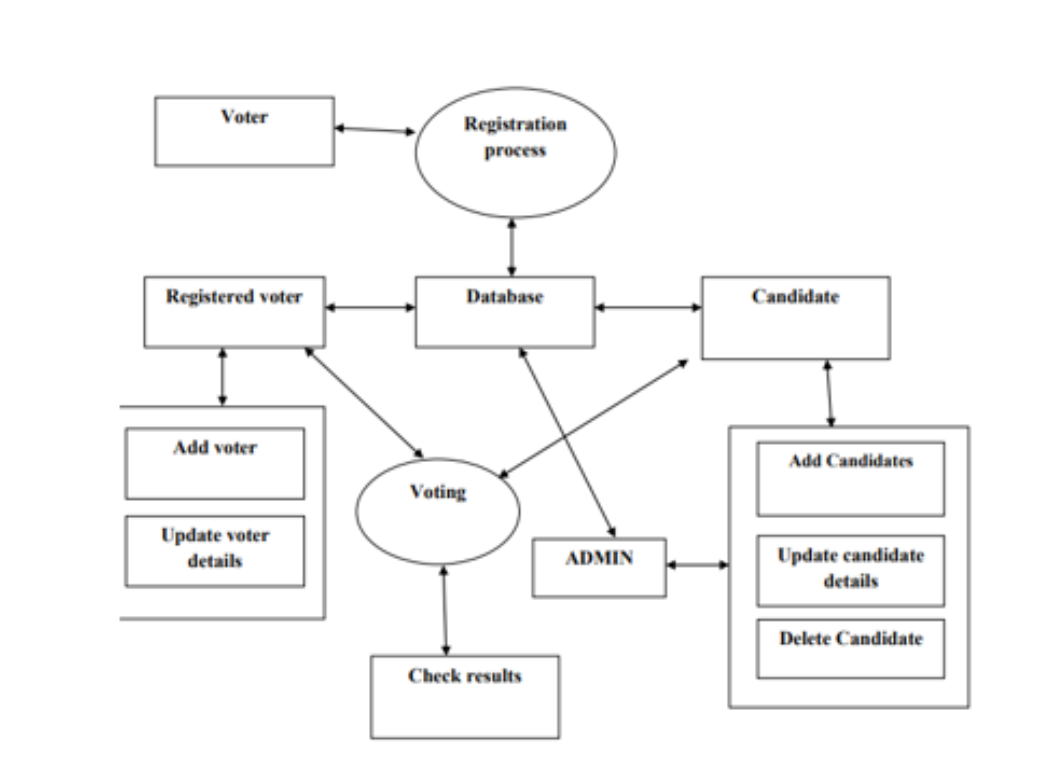 Voter
Registration
process
Registered voter
Database
Candidate
Add voter
Update voter
details
Voting
ADMIN
Add Candidates
Update candidate
details
Delete Candidate
Check results